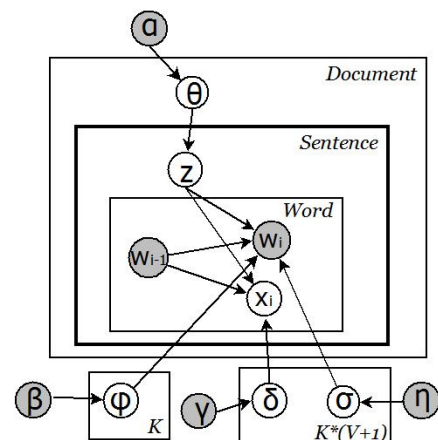 α
Document
θ
Sentence
z
Word
wᵢ
wᵢ₋₁
xᵢ
β
φ
K
γ
δ
σ
η
K*(V+1)